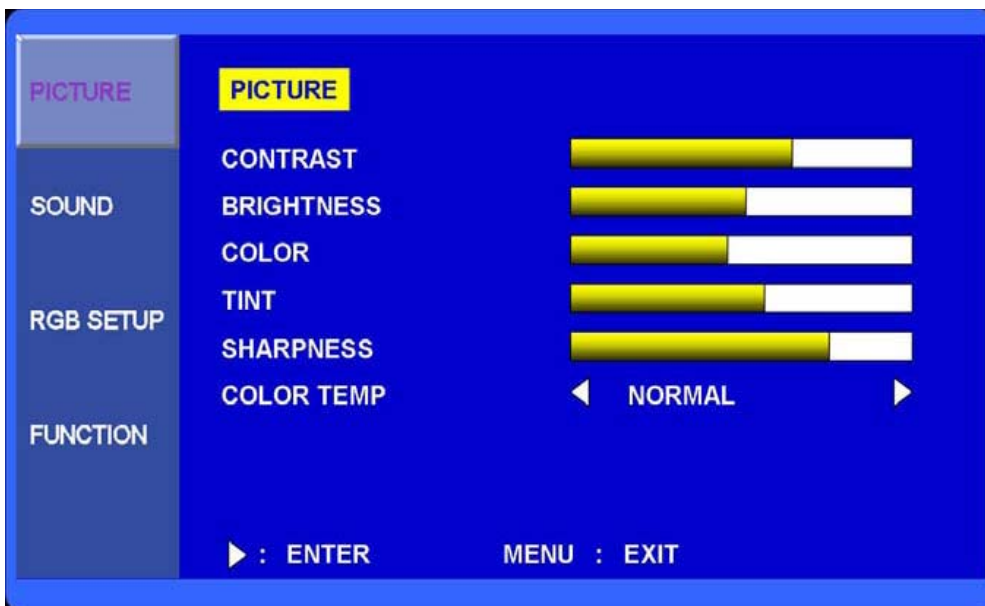 PICTURE
SOUND
RGB SETUP
FUNCTION
PICTURE
CONTRAST
BRIGHTNESS
COLOR
TINT
SHARPNESS
COLOR TEMP NORMAL
: ENTER MENU : EXIT